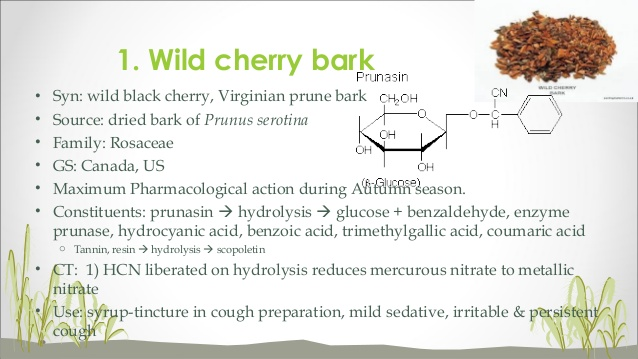 1. Wild cherry bark
WILD CHERRY
BARK
Prunasin
CH₂OH
O
OH
OH
OH
OH
O
CN
C
H
(β-Glucose)
• Syn: wild black cherry, Virginian prune bark
• Source: dried bark of Prunus serotina
• Family: Rosaceae
• GS: Canada, US
• Maximum Pharmacological action during Autumn season.
• Constituents: prunasin → hydrolysis → glucose + benzaldehyde, enzyme
prunase, hydrocyanic acid, benzoic acid, trimethylgallic acid, coumaric acid
○ Tannin, resin → hydrolysis → scopoletin
• CT: 1) HCN liberated on hydrolysis reduces mercurous nitrate to metallic
nitrate
• Use: syrup-tincture in cough preparation, mild sedative, irritable & persistent
cough